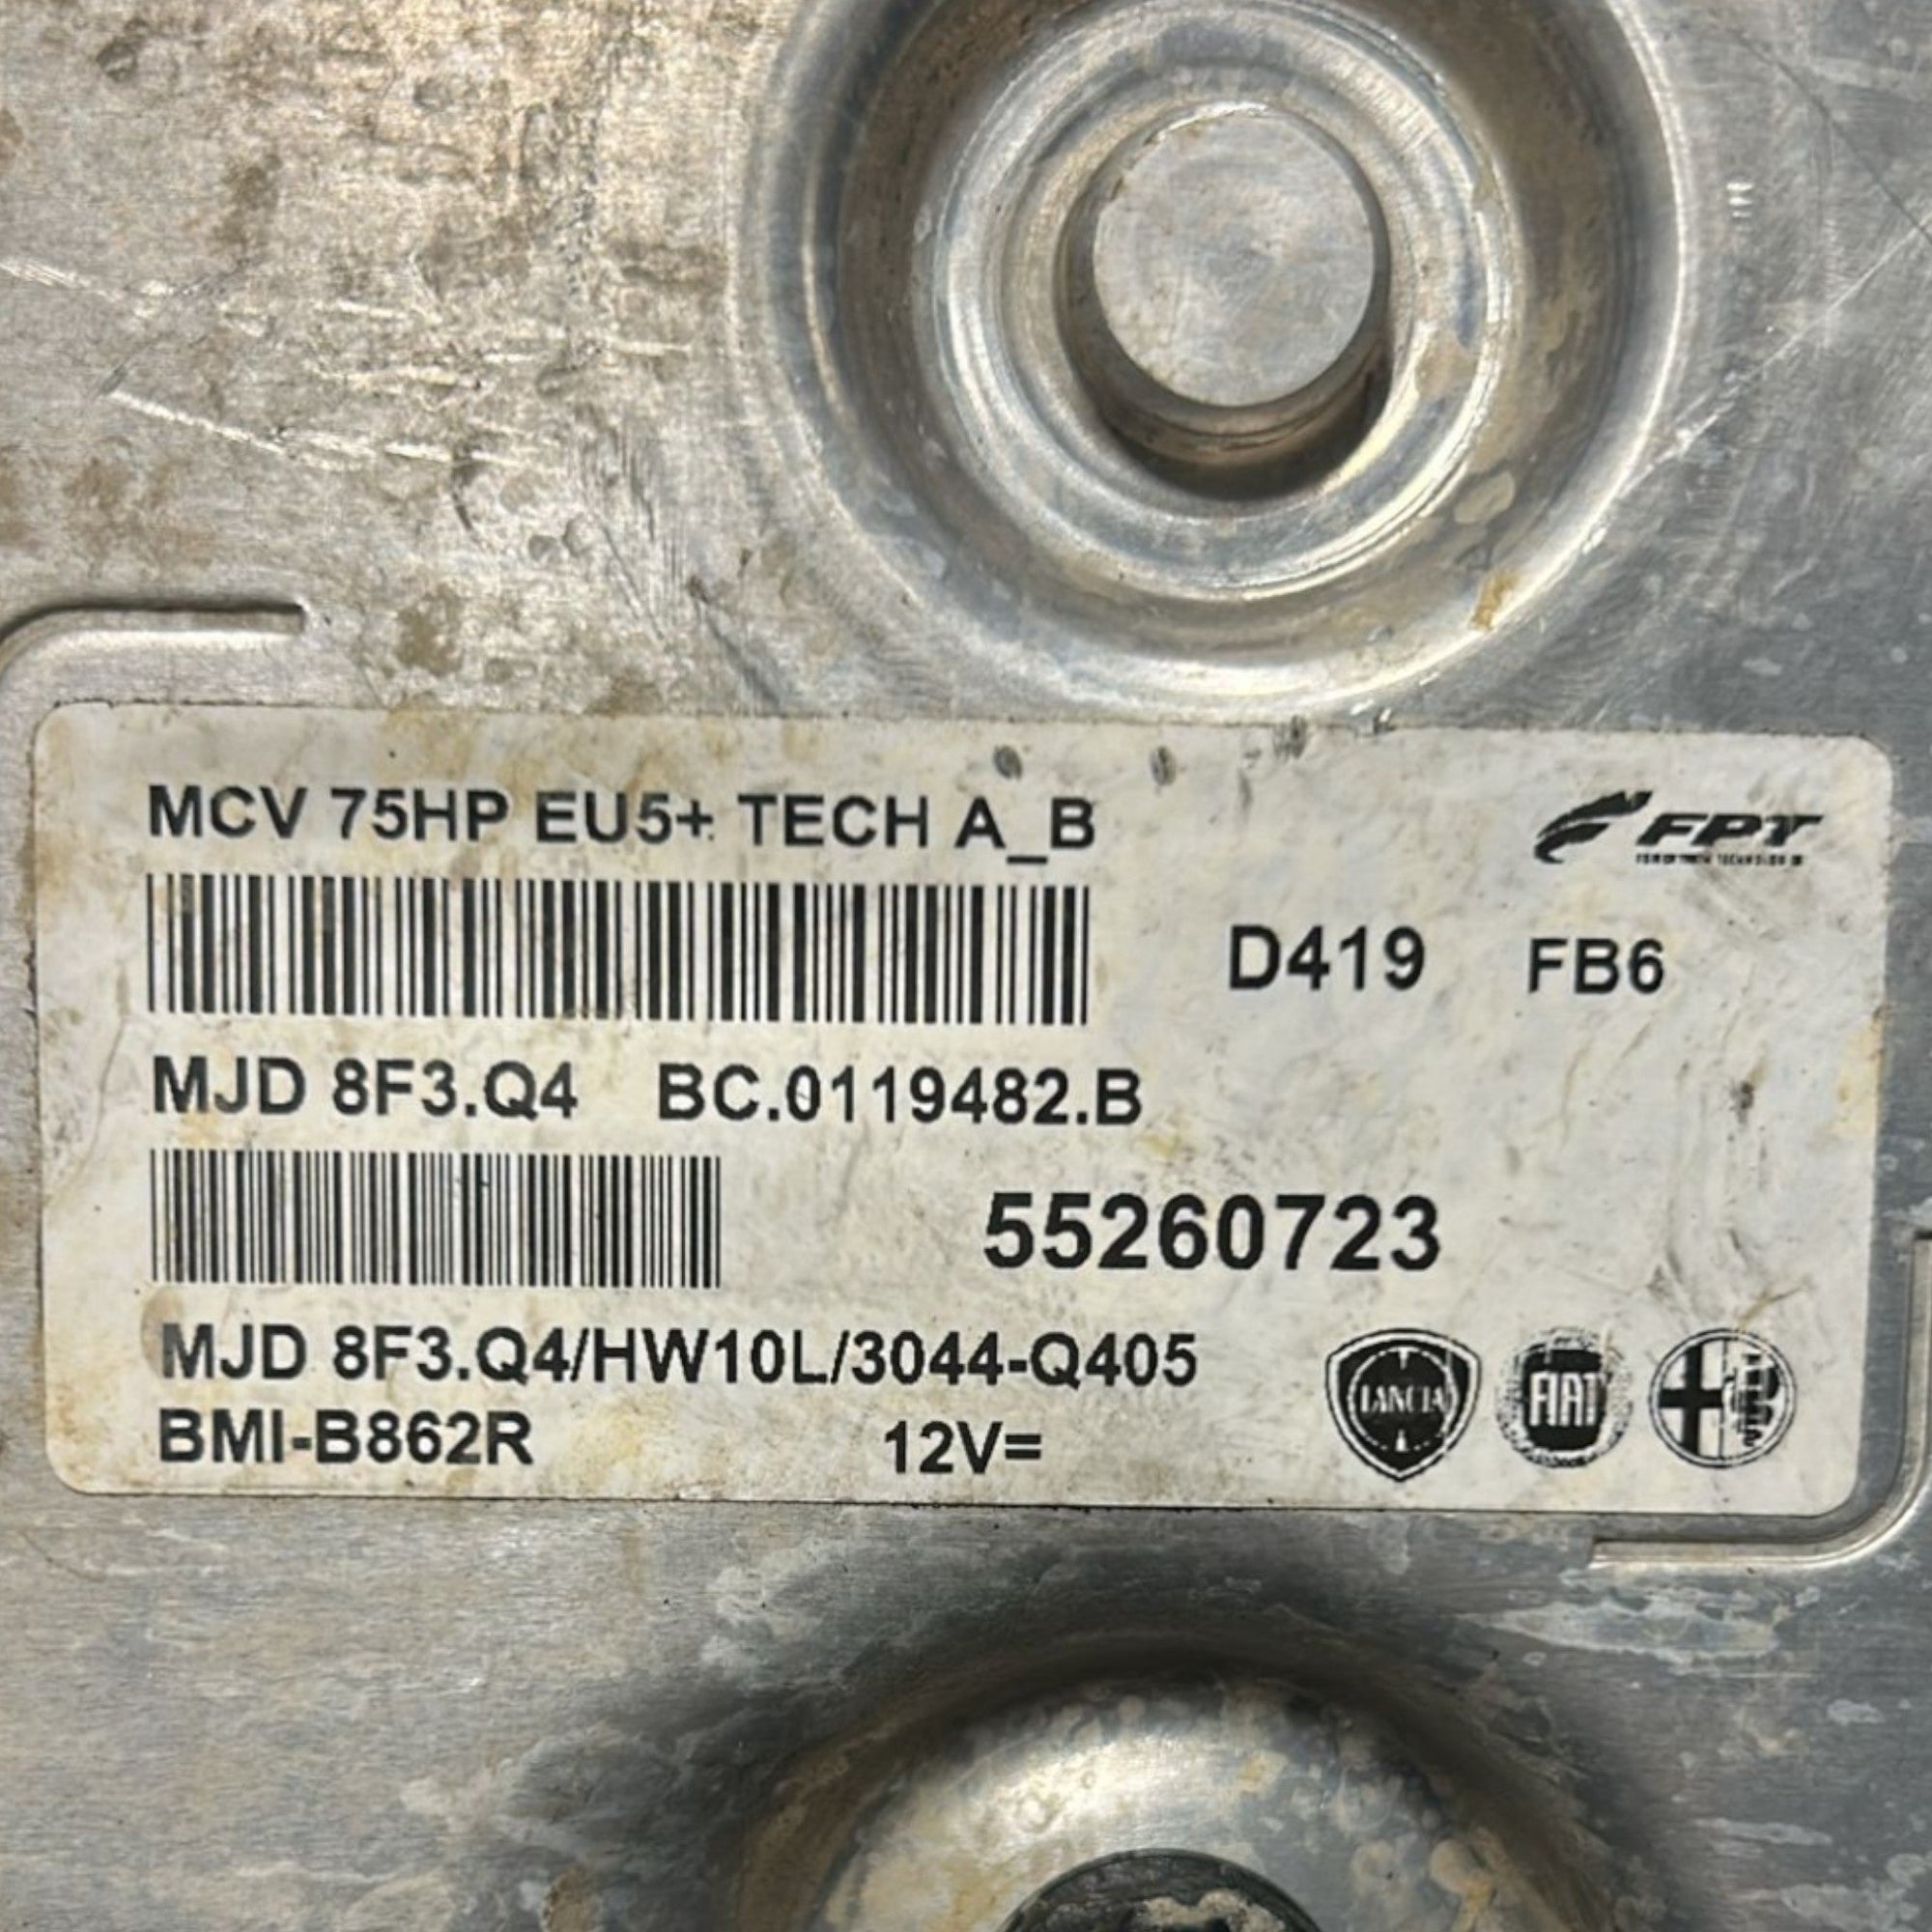 MCV 75HP EU5+ TECH A_B
FPT
D419 FB6
MJD 8F3.Q4 BC.0119482.B
55260723
MJD 8F3.Q4/HW10L/3044-Q405
BMI-B862R 12V=
LANCIA FIAT